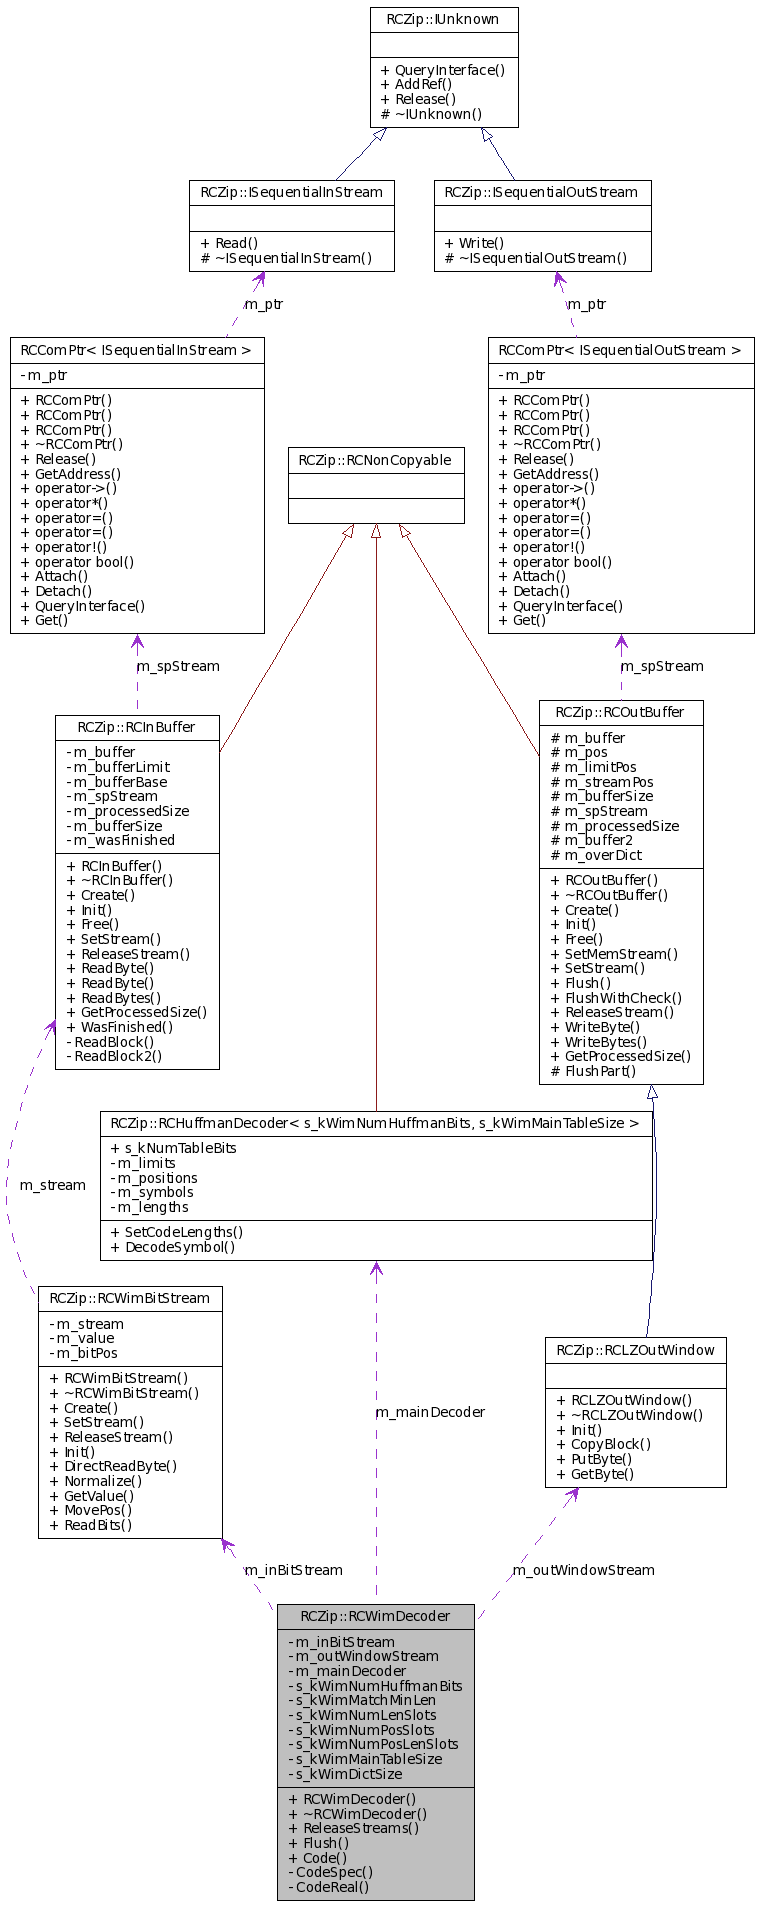 RCZip::IUnknown
+ QueryInterface()
+ AddRef()
+ Release()
# ~IUnknown()
RCZip::ISequentialInStream
+ Read()
# ~ISequentialInStream()
RCZip::ISequentialOutStream
+ Write()
# ~ISequentialOutStream()
m_ptr
m_ptr
RCComPtr< ISequentialInStream >
- m_ptr
+ RCComPtr()
+ RCComPtr()
+ RCComPtr()
+ ~RCComPtr()
+ Release()
+ GetAddress()
+ operator->()
+ operator*()
+ operator=()
+ operator=()
+ operator!()
+ operator bool()
+ Attach()
+ Detach()
+ QueryInterface()
+ Get()
RCZip::RCNonCopyable
RCComPtr< ISequentialOutStream >
- m_ptr
+ RCComPtr()
+ RCComPtr()
+ RCComPtr()
+ ~RCComPtr()
+ Release()
+ GetAddress()
+ operator->()
+ operator*()
+ operator=()
+ operator=()
+ operator!()
+ operator bool()
+ Attach()
+ Detach()
+ QueryInterface()
+ Get()
m_spStream
m_spStream
RCZip::RCInBuffer
- m_buffer
- m_bufferLimit
- m_bufferBase
- m_spStream
- m_processedSize
- m_bufferSize
- m_wasFinished
+ RCInBuffer()
+ ~RCInBuffer()
+ Create()
+ Init()
+ Free()
+ SetStream()
+ ReleaseStream()
+ ReadByte()
+ ReadByte()
+ ReadBytes()
+ GetProcessedSize()
+ WasFinished()
- ReadBlock()
- ReadBlock2()
RCZip::RCOutBuffer
# m_buffer
# m_pos
# m_limitPos
# m_streamPos
# m_bufferSize
# m_spStream
# m_processedSize
# m_buffer2
# m_overDict
+ RCOutBuffer()
+ ~RCOutBuffer()
+ Create()
+ Init()
+ Free()
+ SetMemStream()
+ SetStream()
+ Flush()
+ FlushWithCheck()
+ ReleaseStream()
+ WriteByte()
+ WriteBytes()
+ GetProcessedSize()
# FlushPart()
RCZip::RCHuffmanDecoder< s_kWimNumHuffmanBits, s_kWimMainTableSize >
+ s_kNumTableBits
- m_limits
- m_positions
- m_symbols
- m_lengths
+ SetCodeLengths()
+ DecodeSymbol()
m_stream
RCZip::RCWimBitStream
- m_stream
- m_value
- m_bitPos
+ RCWimBitStream()
+ ~RCWimBitStream()
+ Create()
+ SetStream()
+ ReleaseStream()
+ Init()
+ DirectReadByte()
+ Normalize()
+ GetValue()
+ MovePos()
+ ReadBits()
m_mainDecoder
RCZip::RCLZOutWindow
+ RCLZOutWindow()
+ ~RCLZOutWindow()
+ Init()
+ CopyBlock()
+ PutByte()
+ GetByte()
m_inBitStream
m_outWindowStream
RCZip::RCWimDecoder
- m_inBitStream
- m_outWindowStream
- m_mainDecoder
- s_kWimNumHuffmanBits
- s_kWimMatchMinLen
- s_kWimNumLenSlots
- s_kWimNumPosSlots
- s_kWimNumPosLenSlots
- s_kWimMainTableSize
- s_kWimDictSize
+ RCWimDecoder()
+ ~RCWimDecoder()
+ ReleaseStreams()
+ Flush()
+ Code()
- CodeSpec()
- CodeReal()